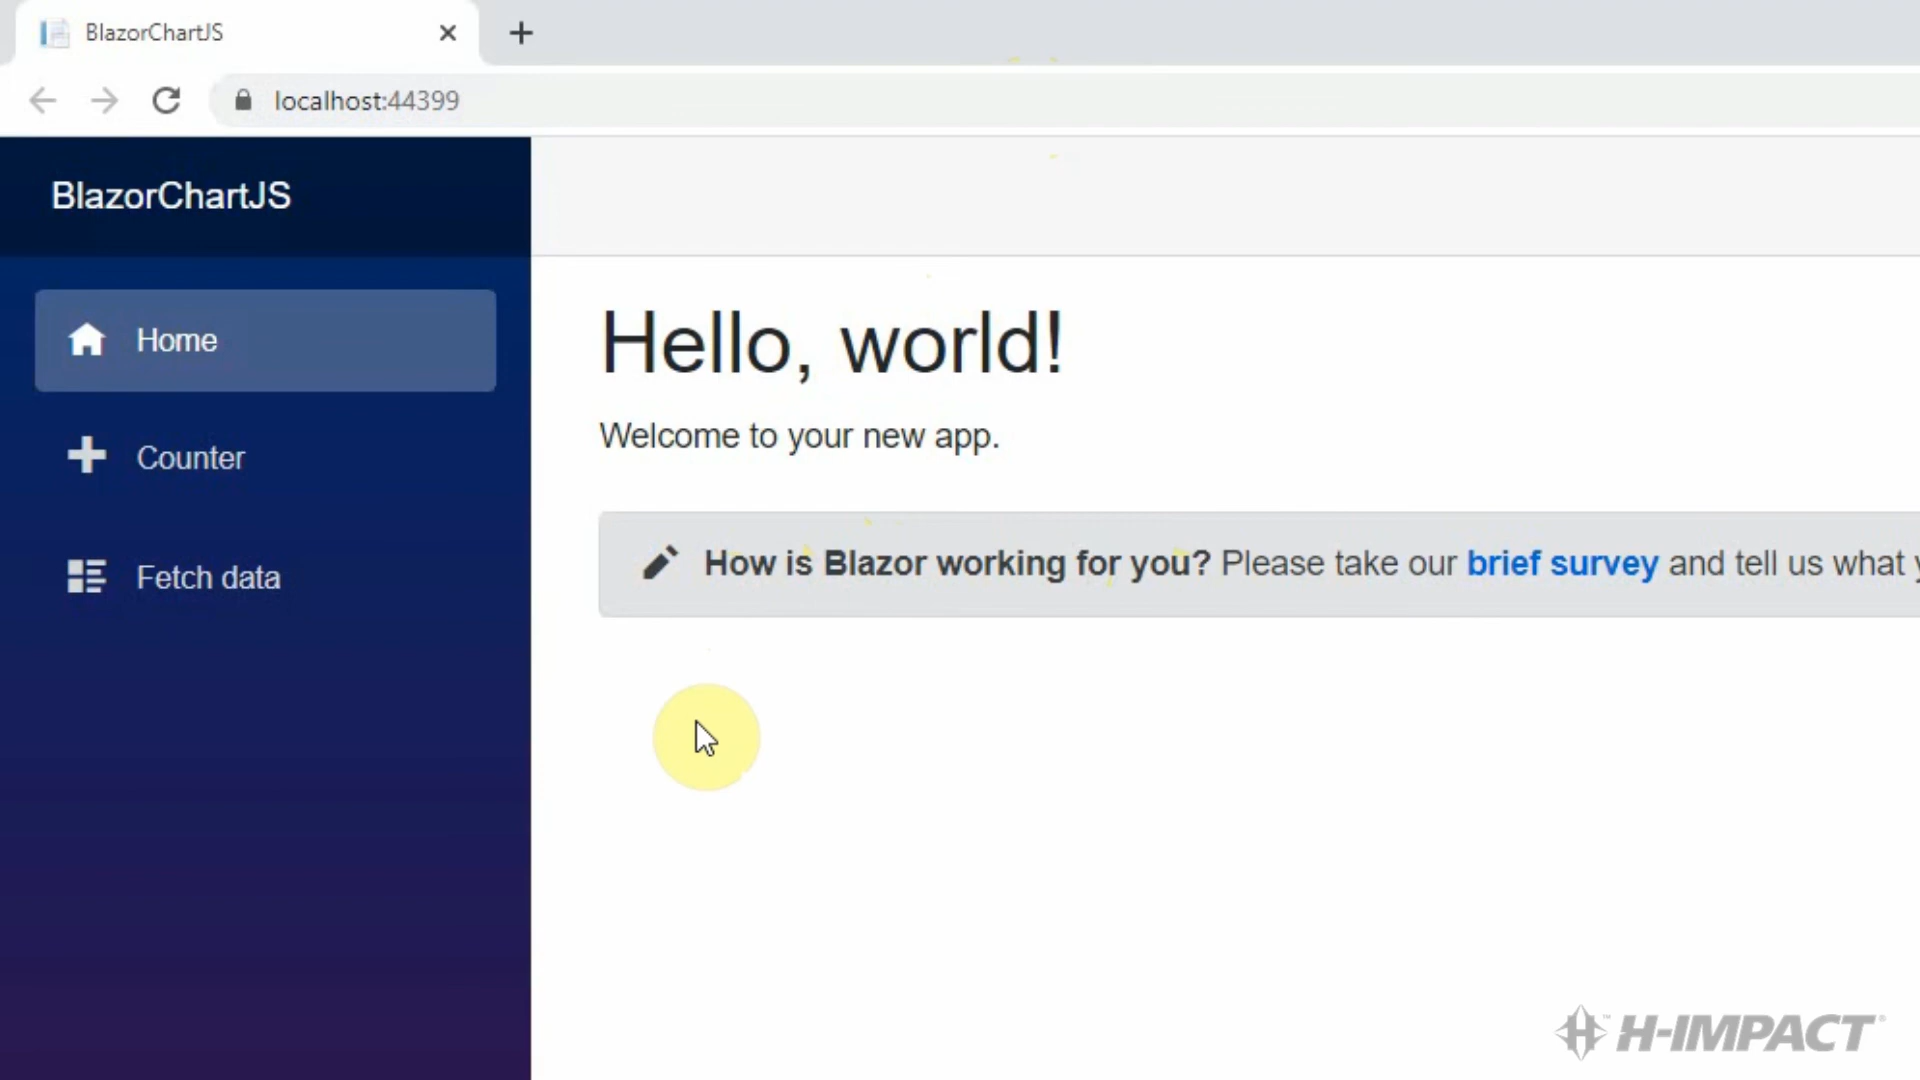 BlazorChartJS
localhost:44399
BlazorChartJS
Home
Counter
Fetch data
Hello, world!
Welcome to your new app.
How is Blazor working for you? Please take our brief survey and tell us what
H-IMPACT